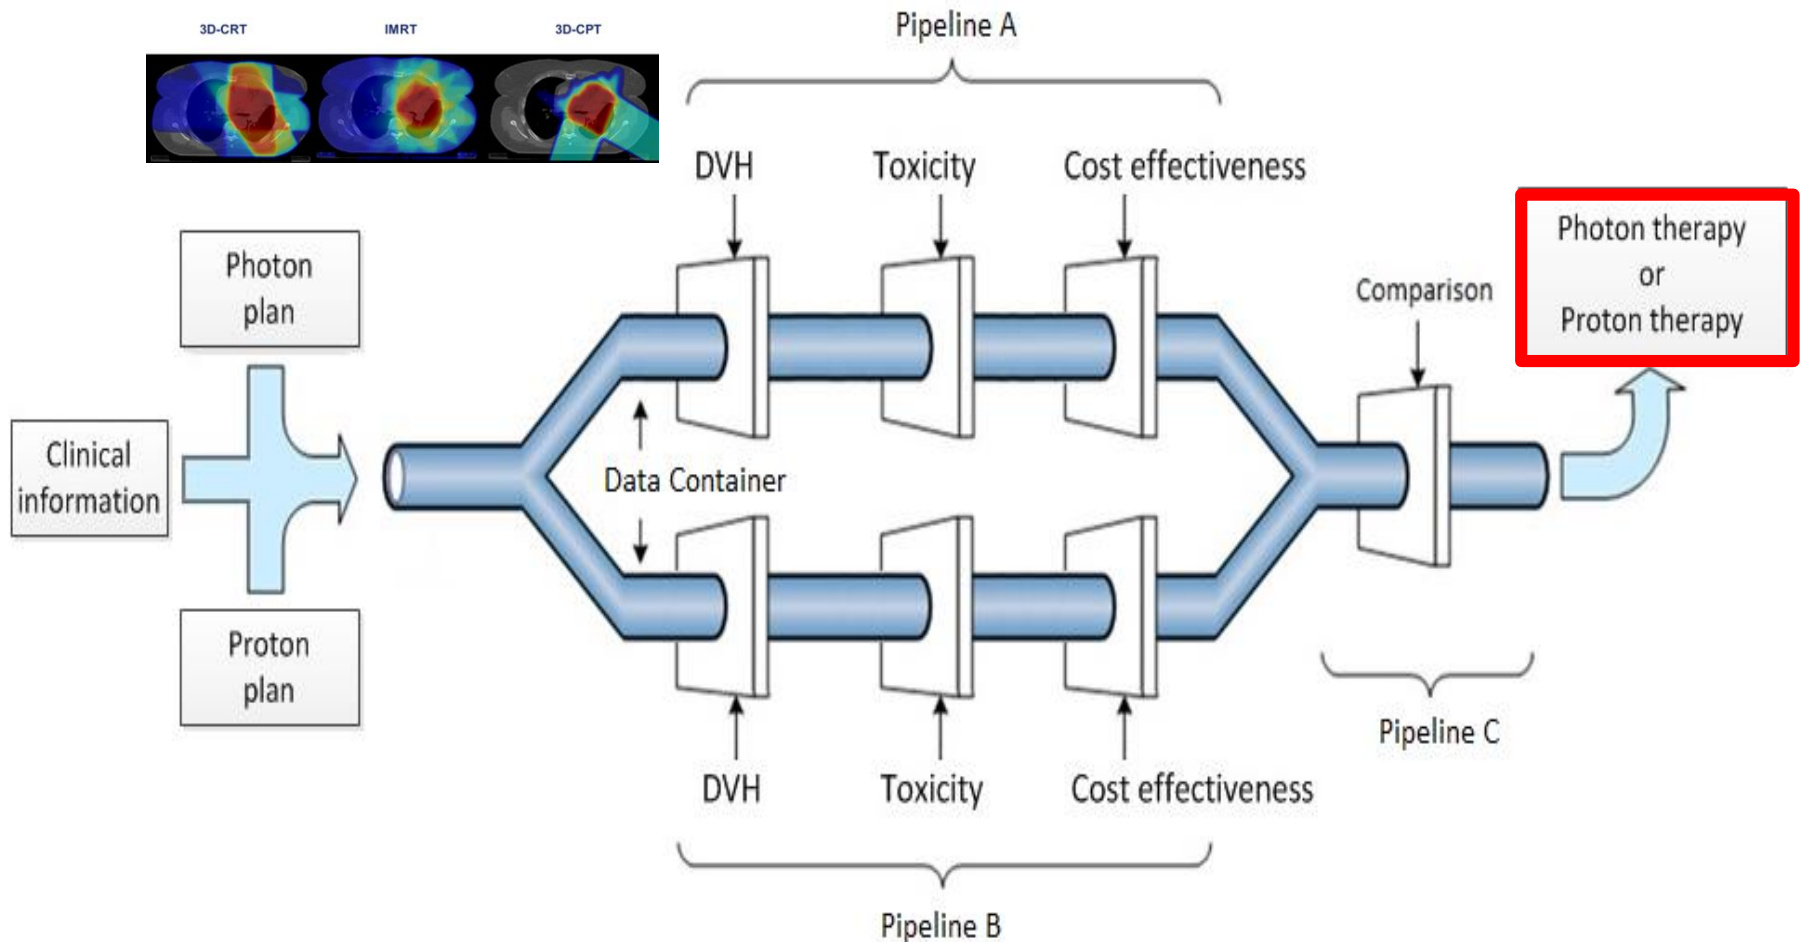 3D-CRT
IMRT
3D-CPT
Pipeline A
DVH
Toxicity
Cost effectiveness
Photon
plan
Clinical
information
Proton
plan
Data Container
Comparison
Photon therapy
or
Proton therapy
DVH
Toxicity
Cost effectiveness
Pipeline C
Pipeline B